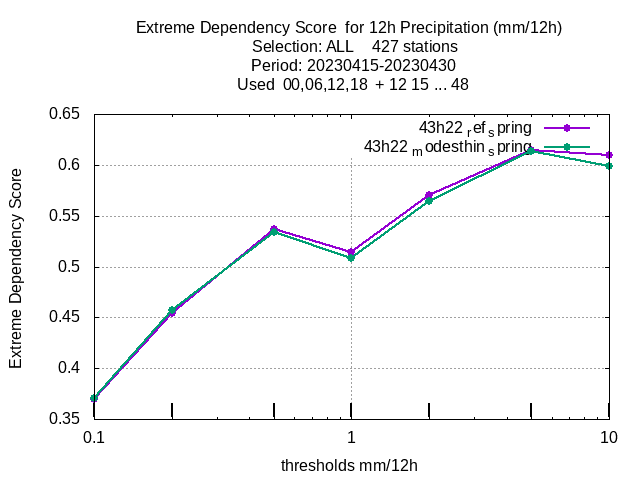 Extreme Dependency Score  for 12h Precipitation (mm/12h)
Selection: ALL    427 stations
Period: 20230415-20230430
Used  00,06,12,18  + 12 15 ... 48
0.65
43h22 ref spring
0.6
43h22 modesthin spring
0.55
0.5
0.45
0.4
0.35
Extreme Dependency Score
0.1 1 10
thresholds mm/12h